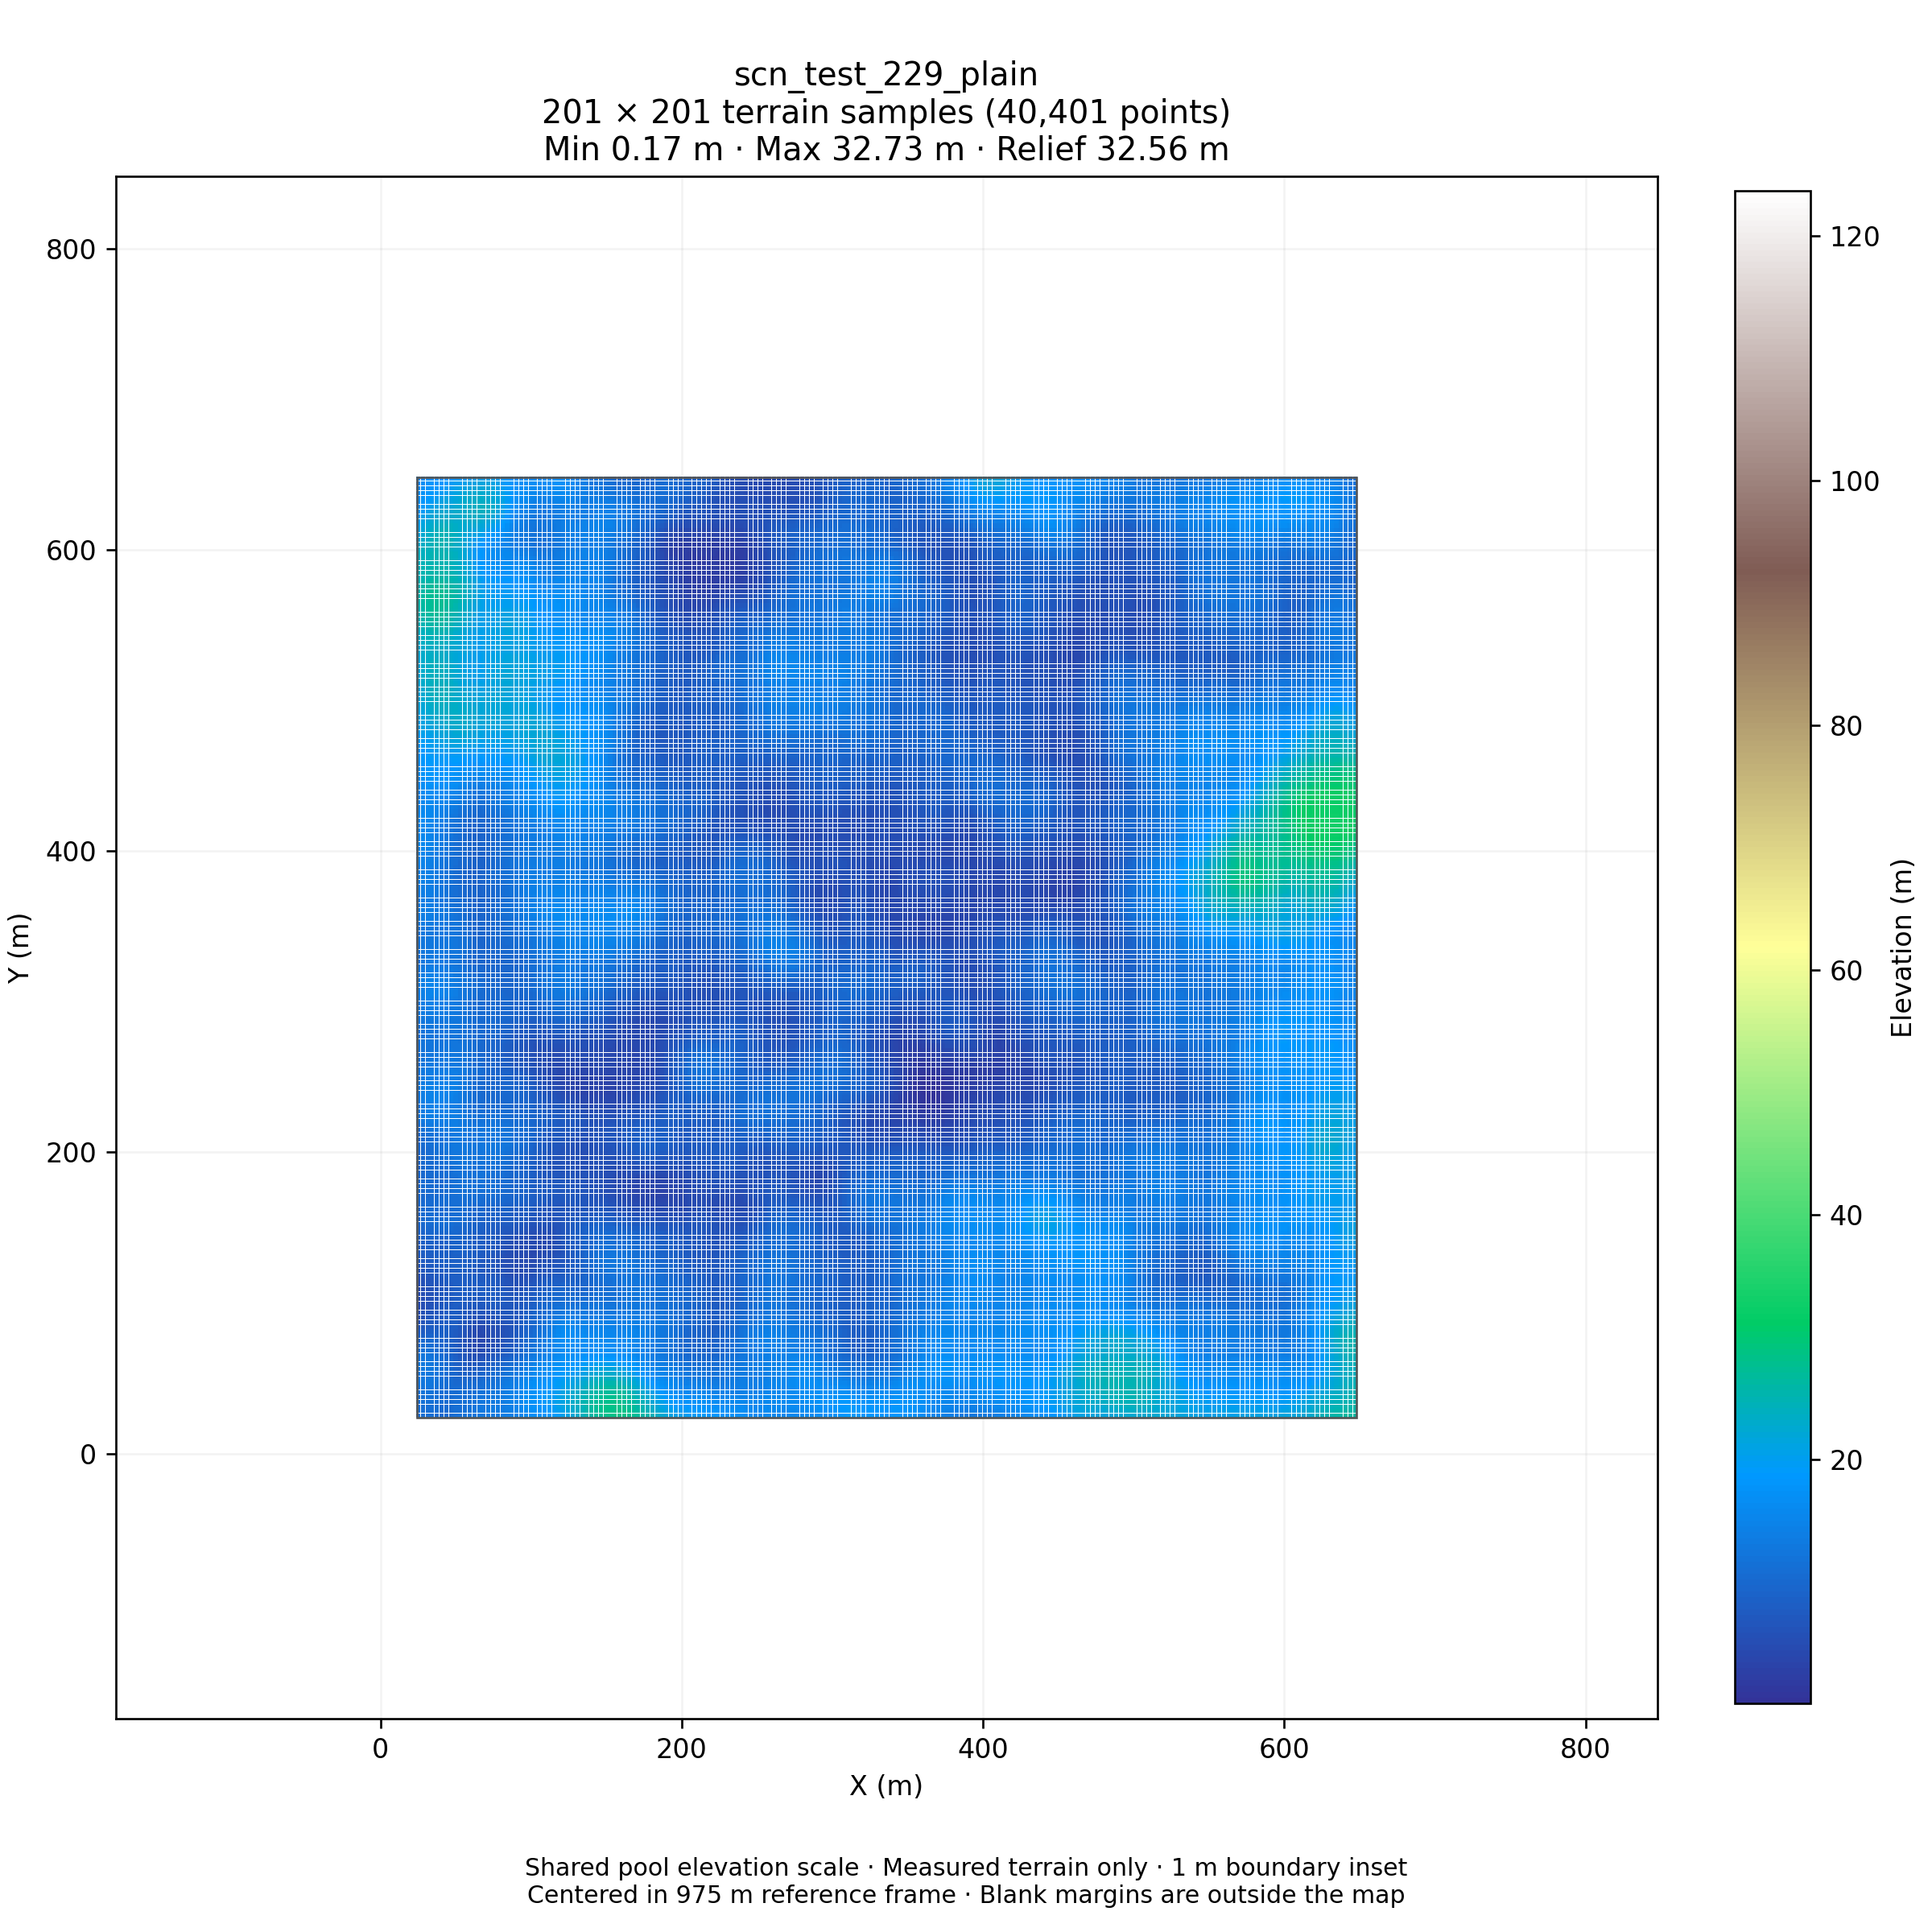 scn_test_229_plain
201 × 201 terrain samples (40,401 points)
Min 0.17 m · Max 32.73 m · Relief 32.56 m
800
600
400
200
0
Y (m)
0
200
400
600
800
X (m)
120
100
80
60
40
20
Elevation (m)
Shared pool elevation scale · Measured terrain only · 1 m boundary inset
Centered in 975 m reference frame · Blank margins are outside the map